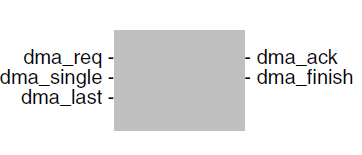 dma_req - - dma_ack
dma_single - - dma_finish
dma_last -